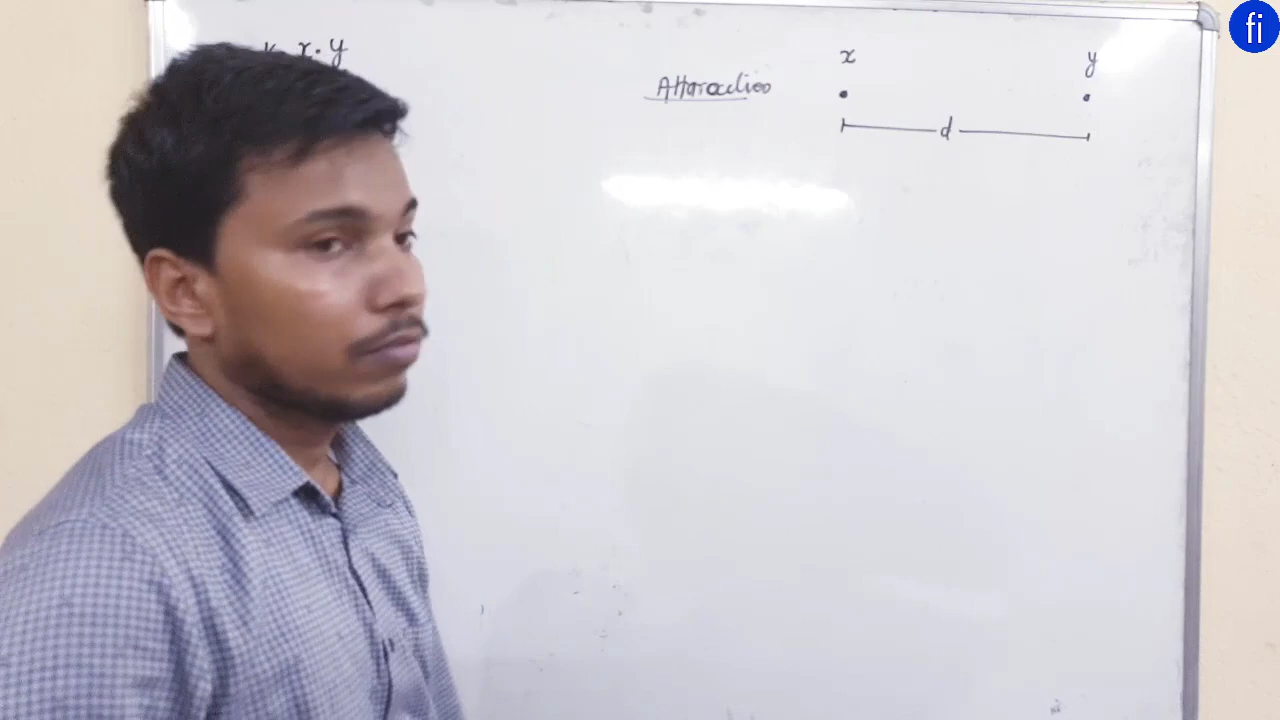 x . y
x y
Attraction
d
fi